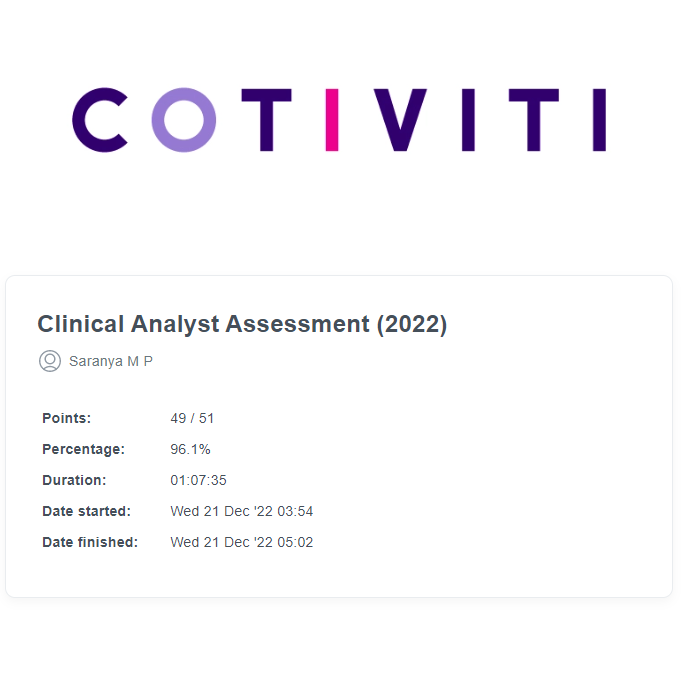 COTIVITI
Clinical Analyst Assessment (2022)
Saranya M P
Points: 49 / 51
Percentage: 96.1%
Duration: 01:07:35
Date started: Wed 21 Dec '22 03:54
Date finished: Wed 21 Dec '22 05:02